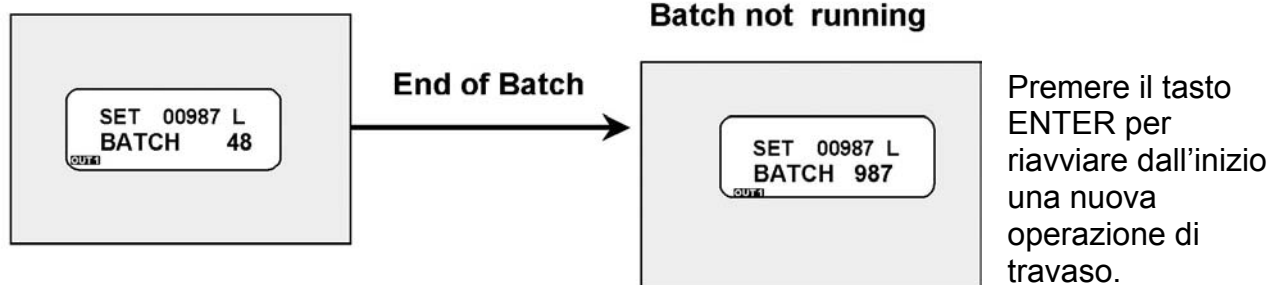 Batch not running
SET 00987 L
BATCH 48
OUT1
End of Batch
SET 00987 L
BATCH 987
OUT1
Premere il tasto
ENTER per
riavviare dall’inizio
una nuova
operazione di
travaso.